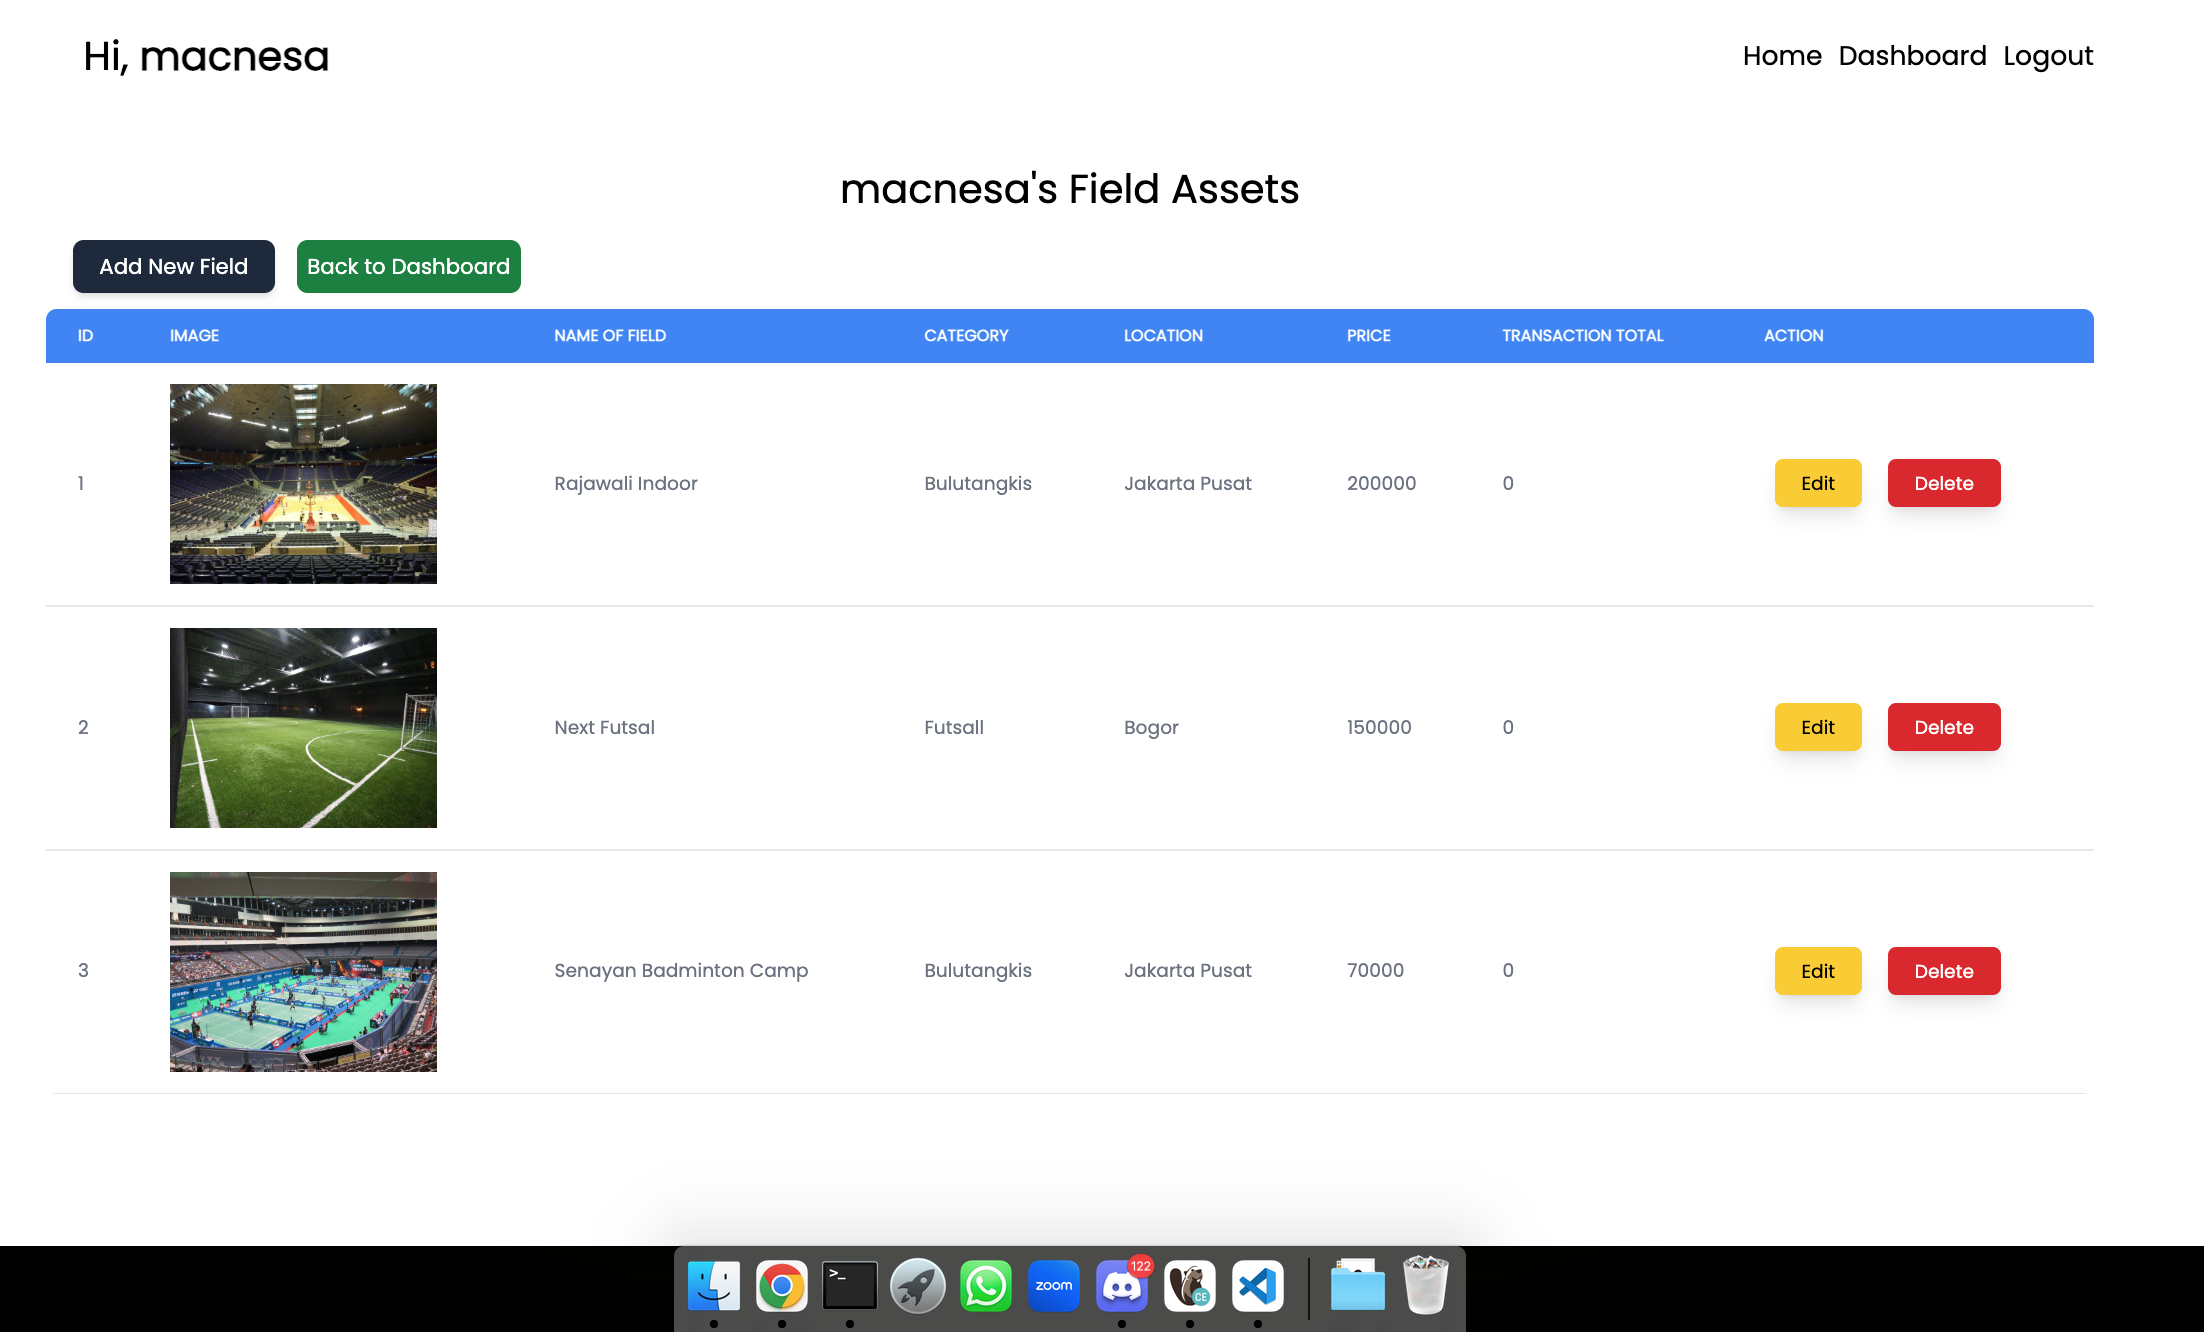 Hi, macnesa
Home Dashboard Logout
macnesa's Field Assets
Add New Field Back to Dashboard
ID IMAGE NAME OF FIELD CATEGORY LOCATION PRICE TRANSACTION TOTAL ACTION
1 Rajawali Indoor Bulutangkis Jakarta Pusat 200000 0 Edit Delete
2 Next Futsal Futsall Bogor 150000 0 Edit Delete
3 Senayan Badminton Camp Bulutangkis Jakarta Pusat 70000 0 Edit Delete
>_ zoom 122 CE